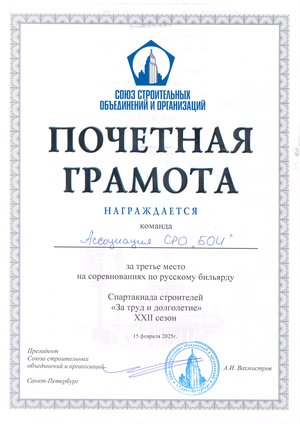 СОЮЗ СТРОИТЕЛЬНЫХ
ОБЪЕДИНЕНИЙ И ОРГАНИЗАЦИЙ
ПОЧЕТНАЯ
ГРАМОТА
НАГРАЖДАЕТСЯ
команда
Ассоциация СРО „БОИ"
за третье место
на соревнованиях по русскому бильярду
Спартакиада строителей
«За труд и долголетие»
XXII сезон
15 февраля 2025г.
Президент
Союза строительных
объединений и организаций
А.И. Вахмистров
Санкт-Петербург